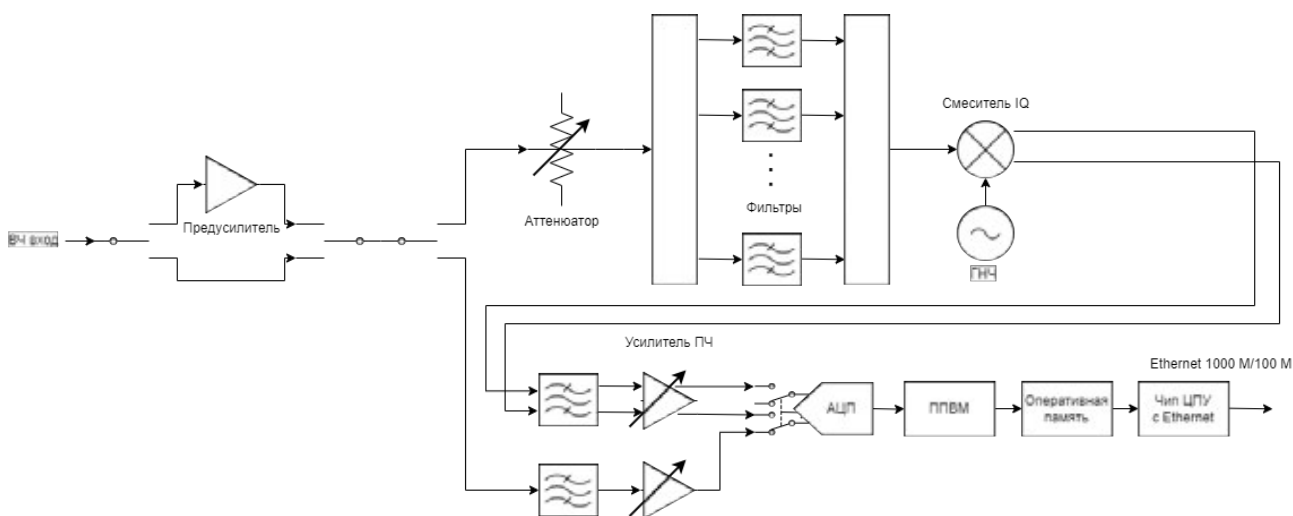 Смеситель IQ
Аттенюатор
Фильтры
Предусилитель
ВЧ вход
ГНЧ
Усилитель ПЧ
Ethernet 1000 М/100 М
АЦП
ППВМ
Оперативная
память
Чип ЦПУ
с Ethernet